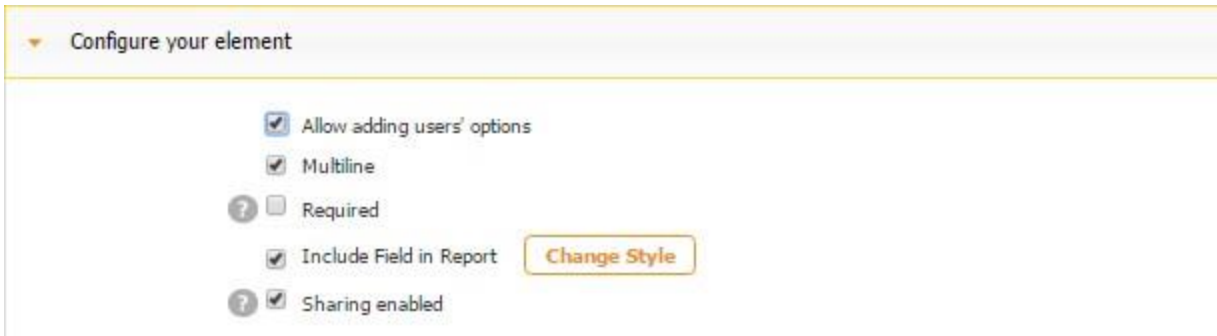 Configure your element
Allow adding users' options
Multiline
? Required
Include Field in Report Change Style
? Sharing enabled